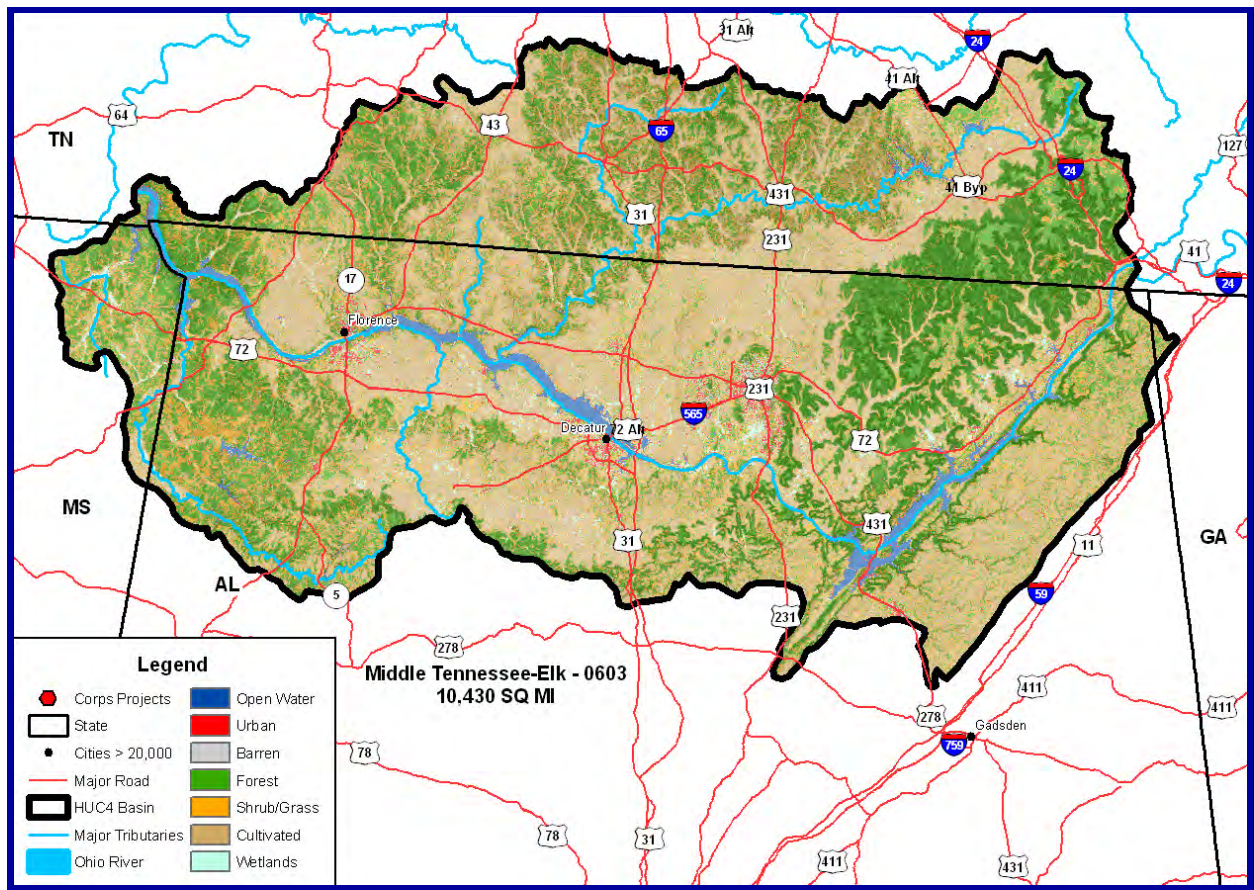 31 Alt
24
41 Alt
64
43
65
127
TN
24
431
41 Byp
31
231
41
24
17
Florence
72
231
565
Decatur
72 Alt
72
MS
431
31
11
GA
AL
5
59
231
278
Middle Tennessee-Elk - 0603
10,430 SQ MI
411
278
411
Gadsden
759
78
78
31
411
431
Legend
Corps Projects
State
Cities > 20,000
Major Road
HUC4 Basin
Major Tributaries
Ohio River
Open Water
Urban
Barren
Forest
Shrub/Grass
Cultivated
Wetlands